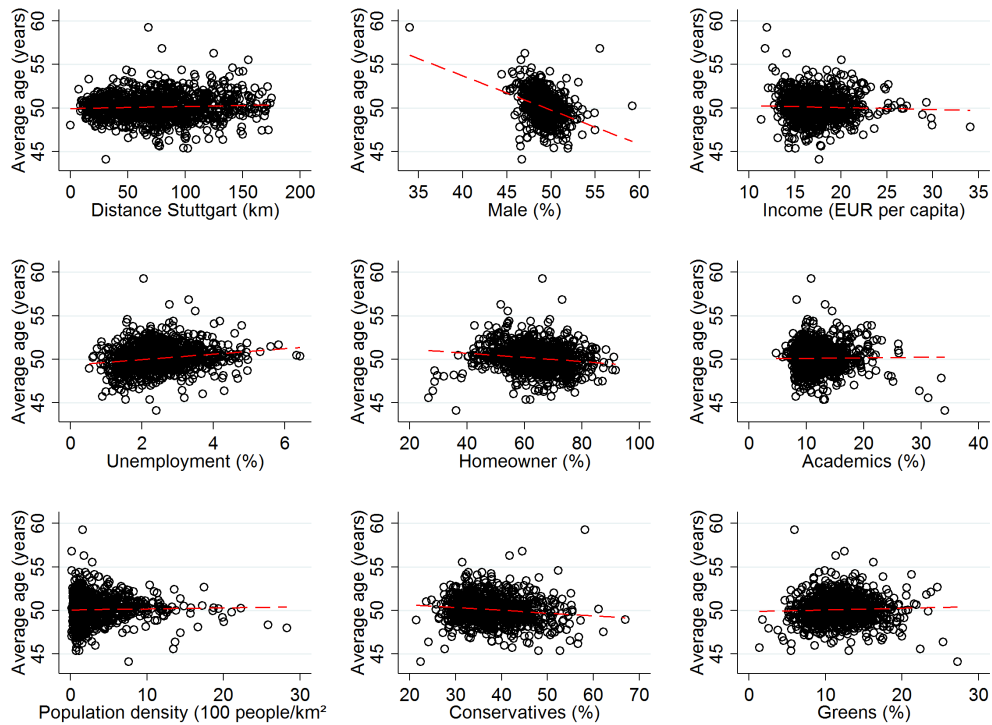 Average age (years)
45 50 55 60
0 50 100 150 200
Distance Stuttgart (km)
Average age (years)
45 50 55 60
35 40 45 50 55 60
Male (%)
Average age (years)
45 50 55 60
10 15 20 25 30 35
Income (EUR per capita)
Average age (years)
45 50 55 60
0 2 4 6
Unemployment (%)
Average age (years)
45 50 55 60
20 40 60 80 100
Homeowner (%)
Average age (years)
45 50 55 60
0 10 20 30 40
Academics (%)
Average age (years)
45 50 55 60
0 10 20 30
Population density (100 people/km²
Average age (years)
45 50 55 60
20 30 40 50 60 70
Conservatives (%)
Average age (years)
45 50 55 60
0 10 20 30
Greens (%)